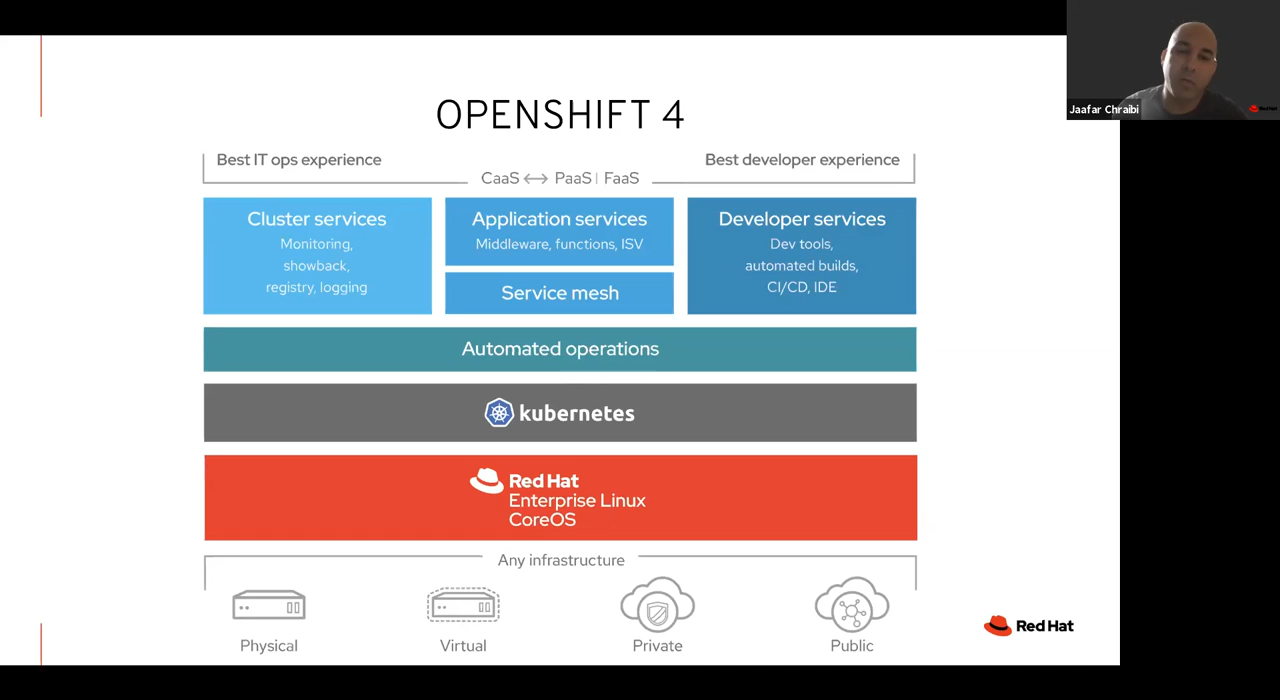 Jaafar Chraibi
Red Hat
OPENSHIFT 4
Best IT ops experience
Best developer experience
CaaS ↔ PaaS | FaaS
Cluster services
Monitoring,
showback,
registry, logging
Application services
Middleware, functions, ISV
Service mesh
Developer services
Dev tools,
automated builds,
CI/CD, IDE
Automated operations
kubernetes
Red Hat
Enterprise Linux
CoreOS
Any infrastructure
Physical
Virtual
Private
Public
Red Hat